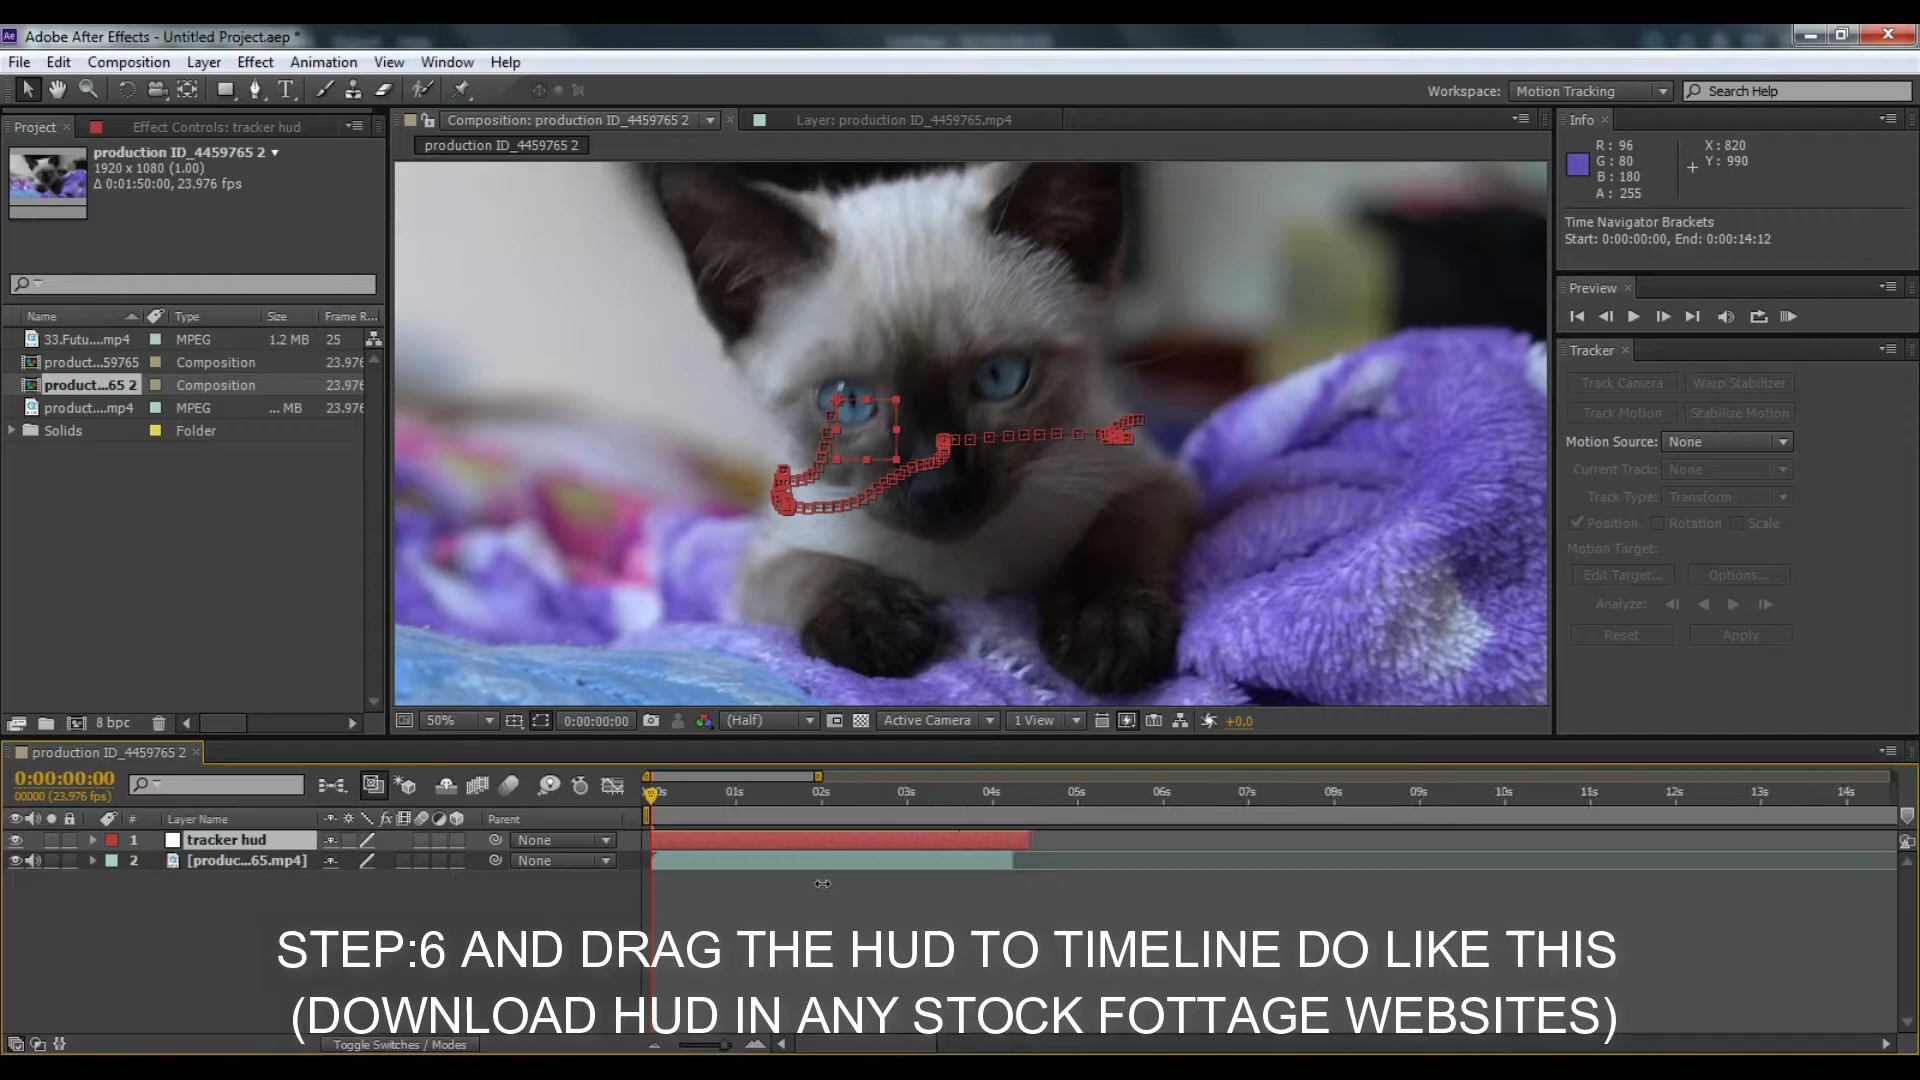 Adobe After Effects - Untitled Project.aep *
File Edit Composition Layer Effect Animation View Window Help
Workspace: Motion Tracking Search Help
Project Effect Controls: tracker hud
Composition: production ID_4459765 2 Layer: production ID_4459765.mp4
production ID_4459765 2
production ID_4459765 2
1920 x 1080 (1.00)
Δ 0:01:50:00, 23.976 fps
Name Type Size Frame R...
33.Futu....mp4 MPEG 1.2 MB 25
product...59765 Composition 23.976
product...65 2 Composition 23.976
product....mp4 MPEG ... MB 23.976
Solids Folder
8 bpc
50% 0:00:00:00 (Half) Active Camera 1 View +0.0
Info
R: 96 X: 820
G: 80 Y: 990
B: 180
A: 255
Time Navigator Brackets
Start: 0:00:00:00, End: 0:00:14:12
Preview
Tracker
Track Camera Warp Stabilizer
Track Motion Stabilize Motion
Motion Source: None
Current Track: None
Track Type: Transform
Position Rotation Scale
Motion Target:
Edit Target... Options...
Analyze:
Reset Apply
production ID_4459765 2
0:00:00:00
00000 (23.976 fps)
01s 02s 03s 04s 05s 06s 07s 08s 09s 10s 11s 12s 13s 14s
# Layer Name Parent
1 tracker hud None
2 [produc...65.mp4] None
STEP:6 AND DRAG THE HUD TO TIMELINE DO LIKE THIS
(DOWNLOAD HUD IN ANY STOCK FOTTAGE WEBSITES)
Toggle Switches / Modes